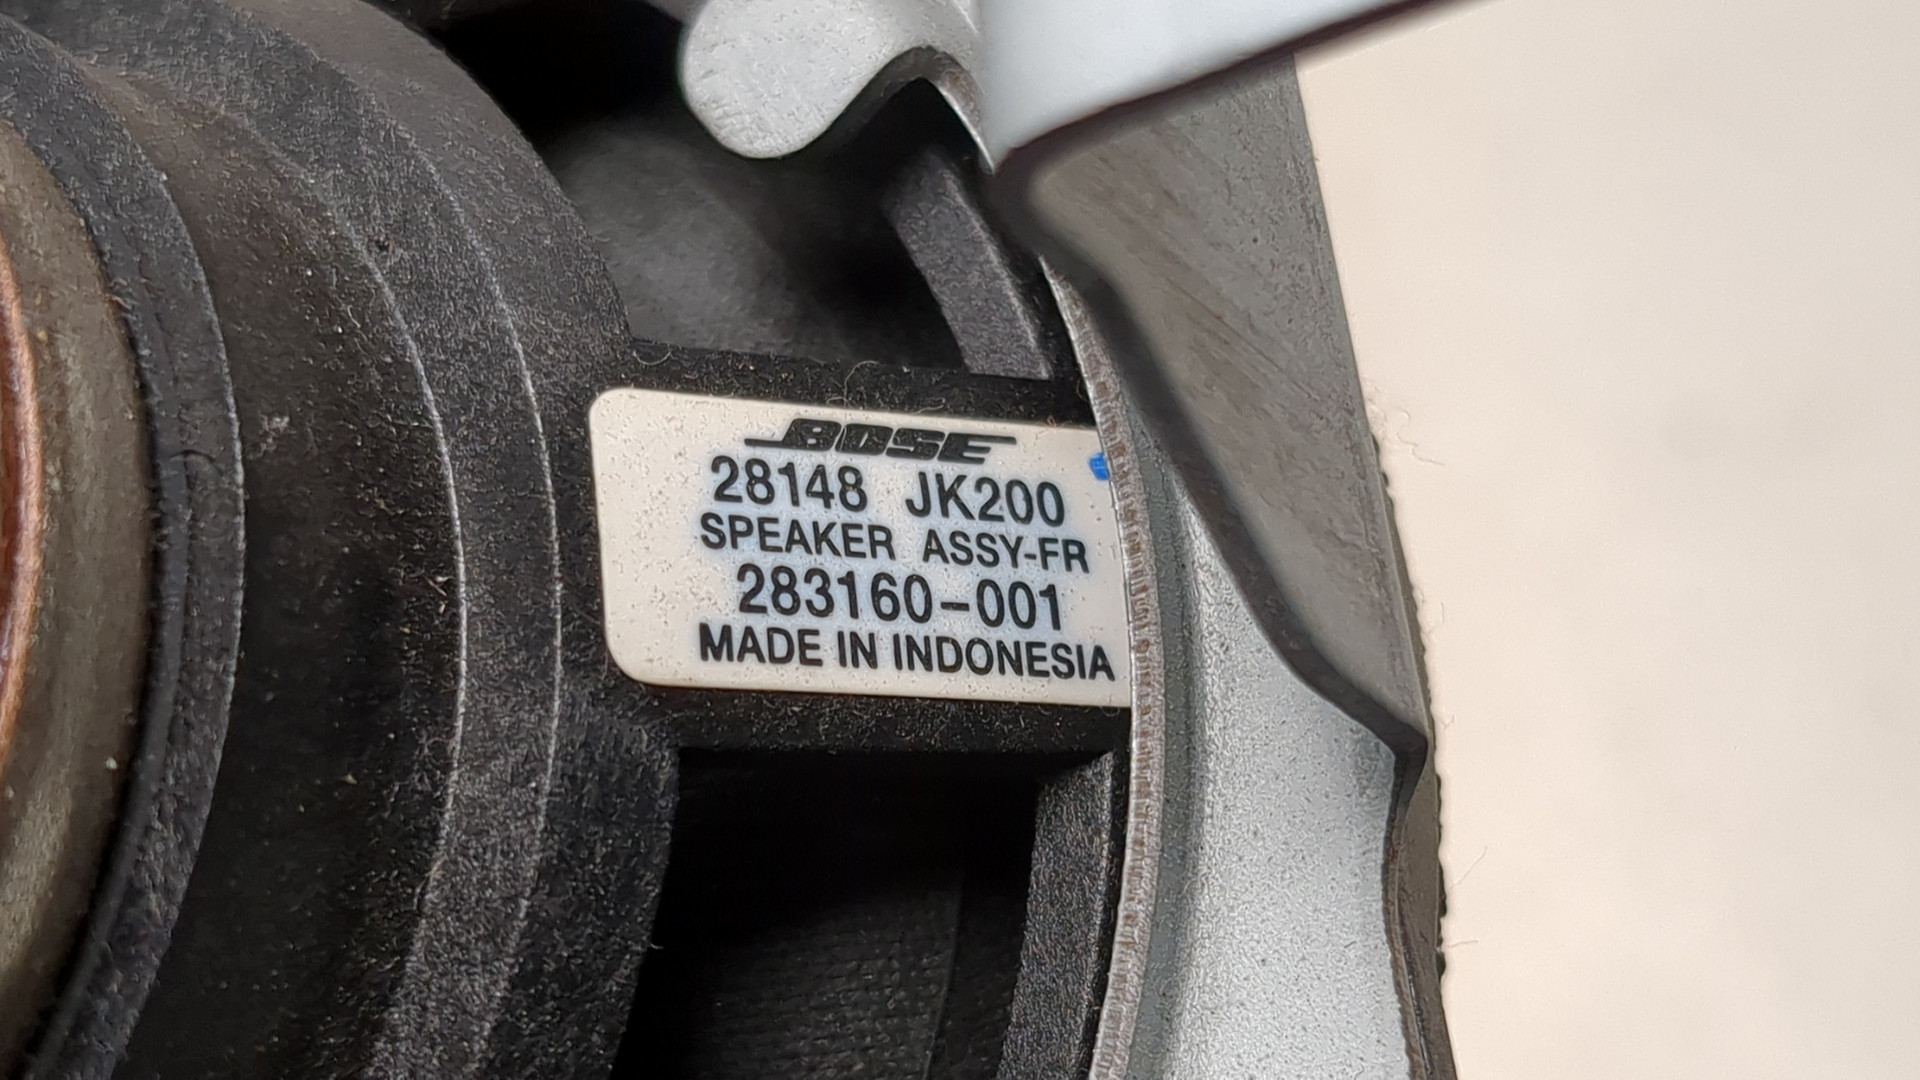 BOSE
28148 JK200
SPEAKER ASSY-FR
283160-001
MADE IN INDONESIA